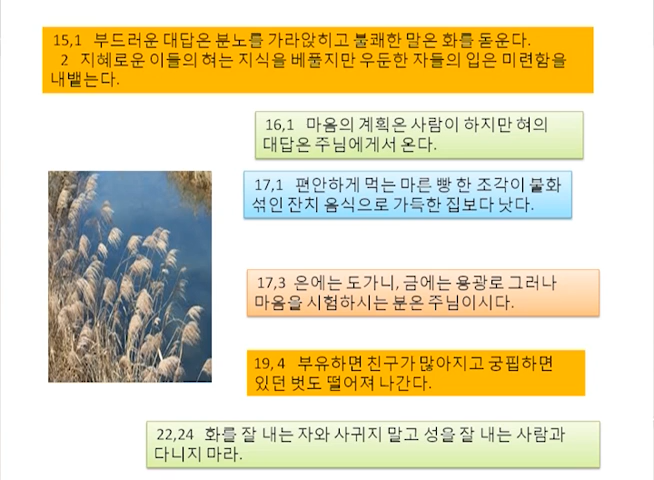 15,1 부드러운 대답은 분노를 가라앉히고 불쾌한 말은 화를 돋운다.
2 지혜로운 이들의 혀는 지식을 베풀지만 우둔한 자들의 입은 미련함을
내뱉는다.
16,1 마음의 계획은 사람이 하지만 혀의
대답은 주님에게서 온다.
17,1 편안하게 먹는 마른 빵 한 조각이 불화
섞인 잔치 음식으로 가득한 집보다 낫다.
17,3 은에는 도가니, 금에는 용광로 그러나
마음을 시험하시는 분은 주님이시다.
19,4 부유하면 친구가 많아지고 궁핍하면
있던 벗도 떨어져 나간다.
22,24 화를 잘 내는 자와 사귀지 말고 성을 잘 내는 사람과
다니지 마라.